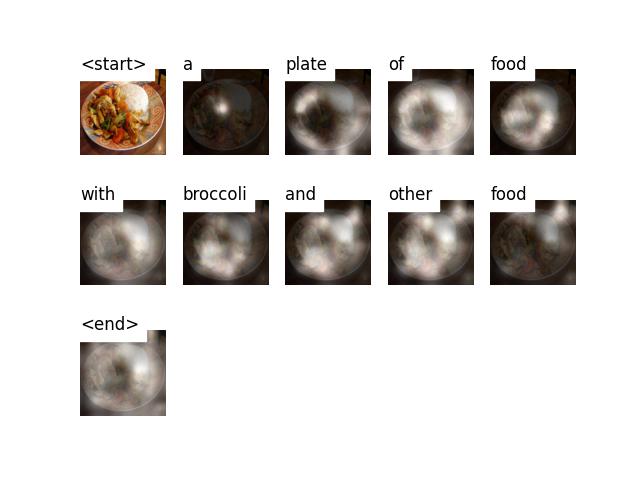 <start> a plate of food
with broccoli and other food
<end>